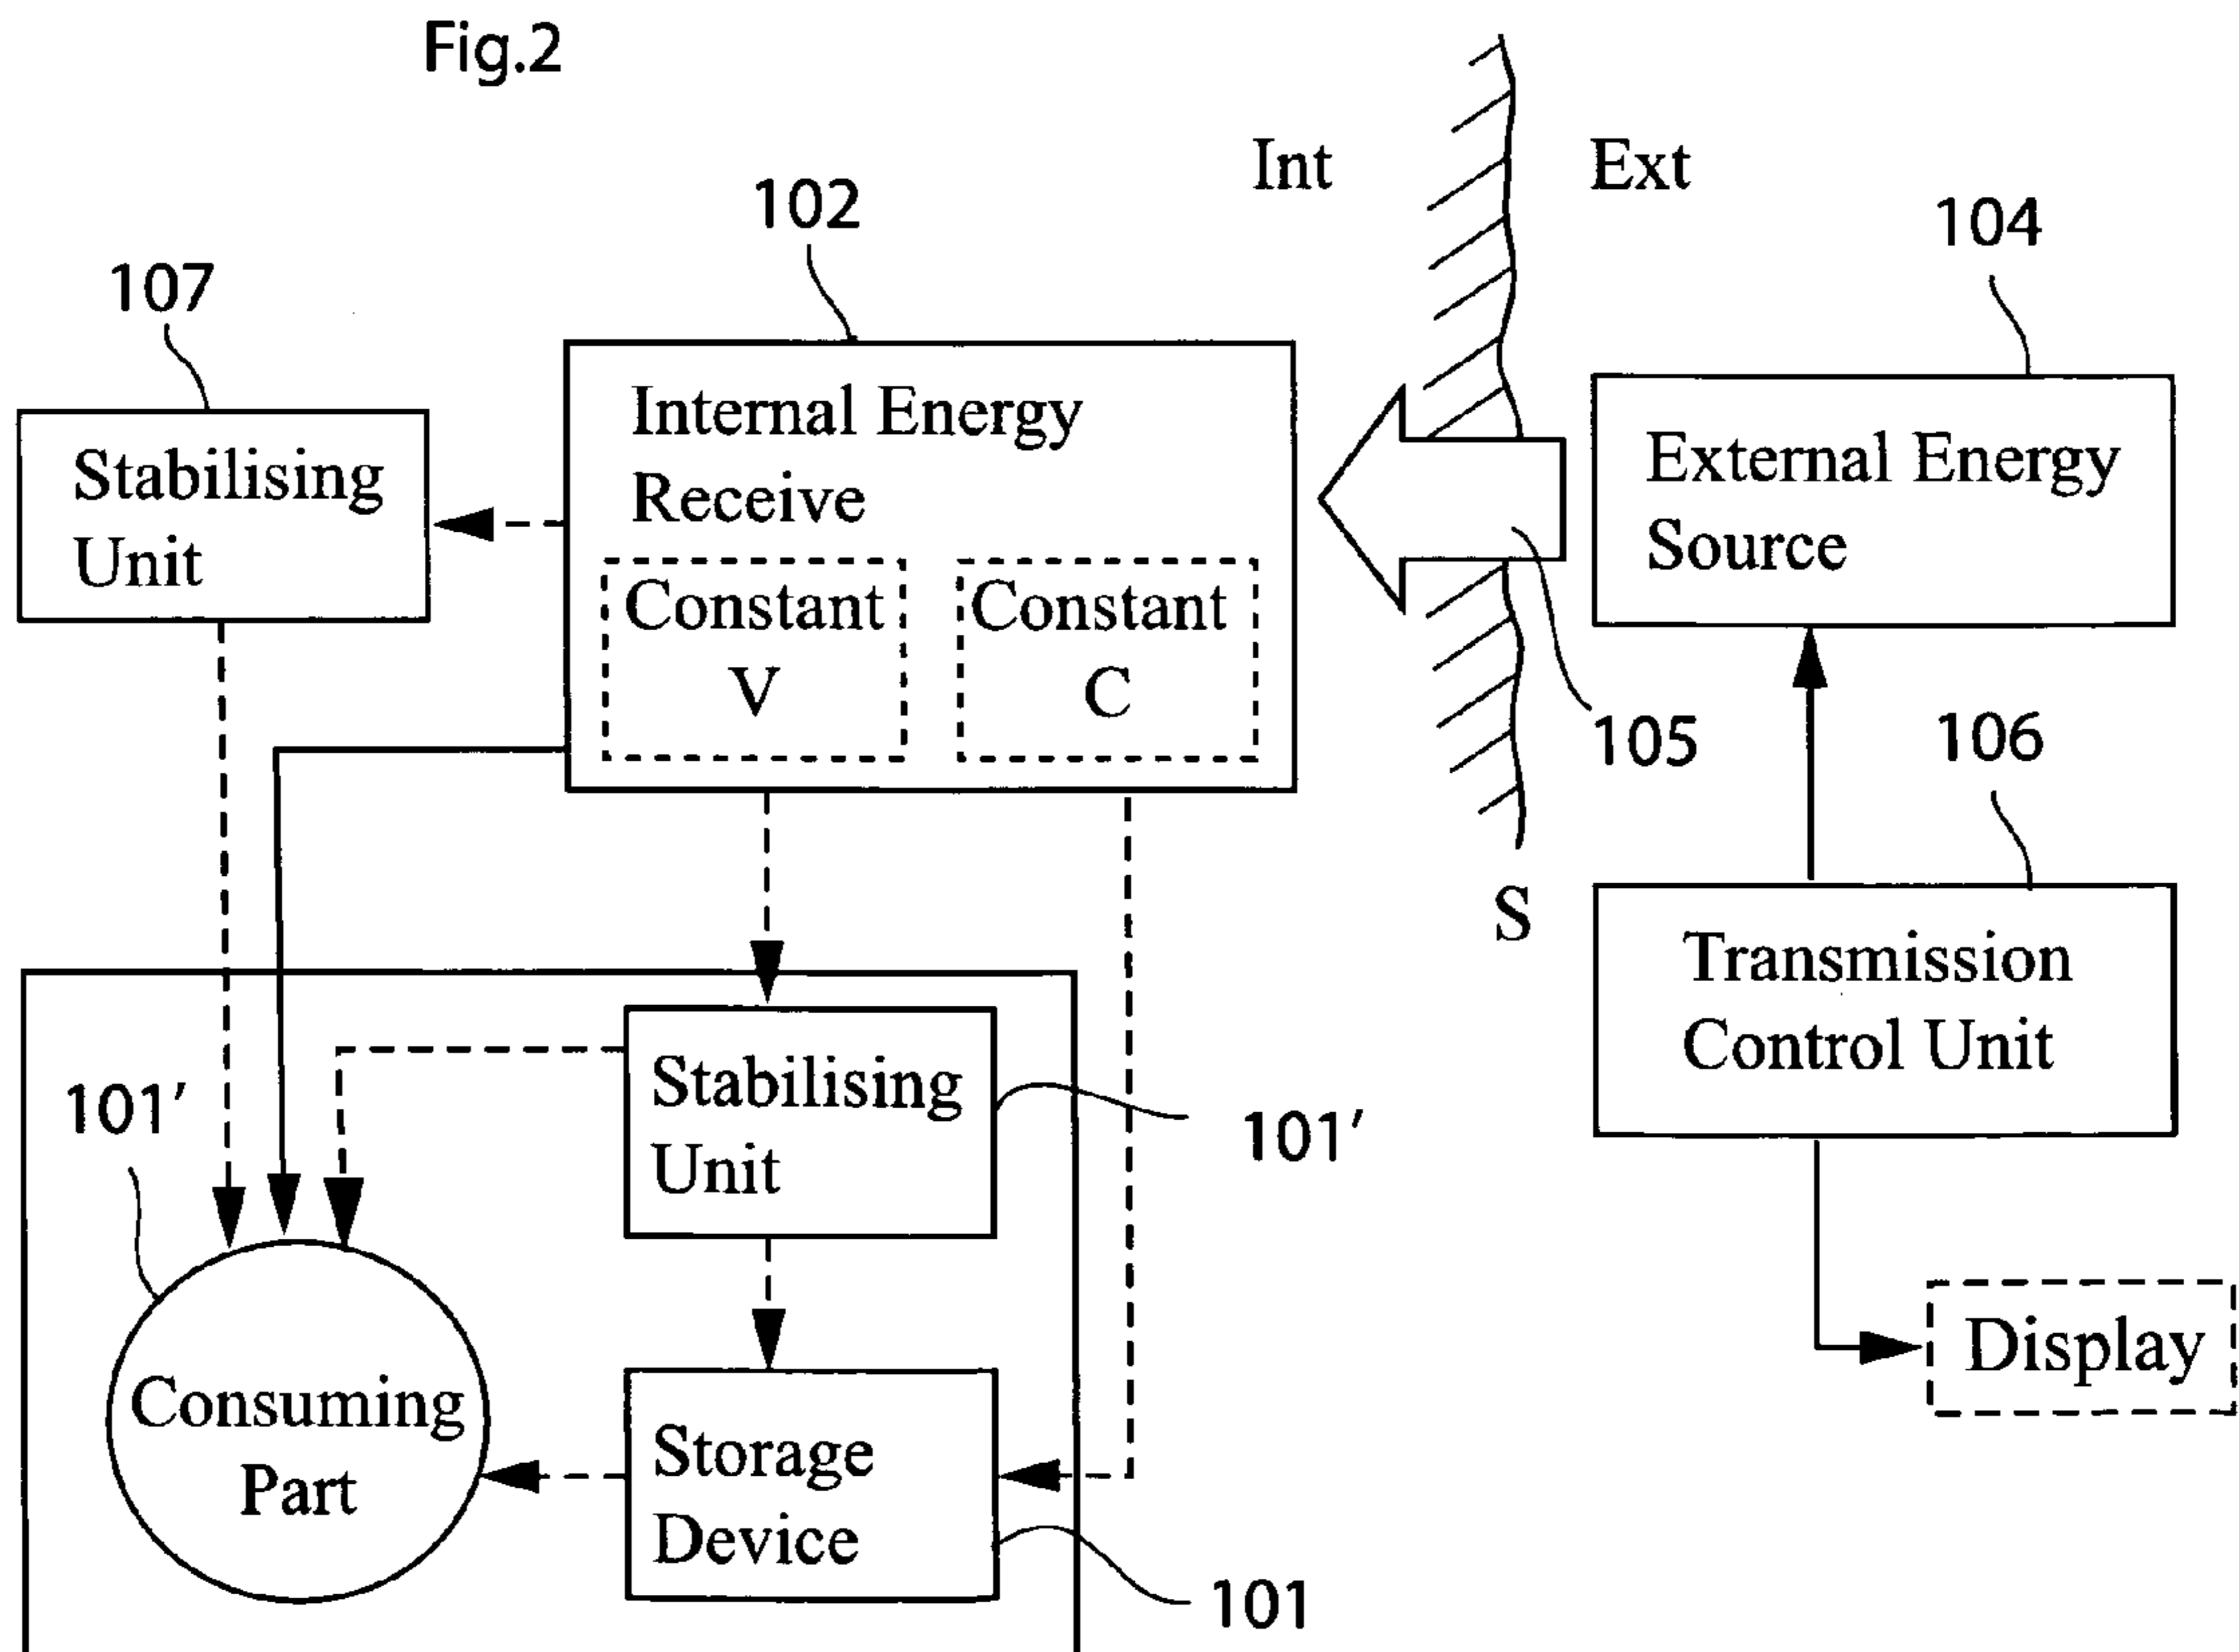 Fig.2
Int
Ext
102
104
107
Internal Energy
Receive
External Energy
Source
Stabilising
Unit
Constant
V
Constant
C
105
106
S
Transmission
Control Unit
Stabilising
Unit
101'
101'
Display
Consuming
Part
Storage
Device
101